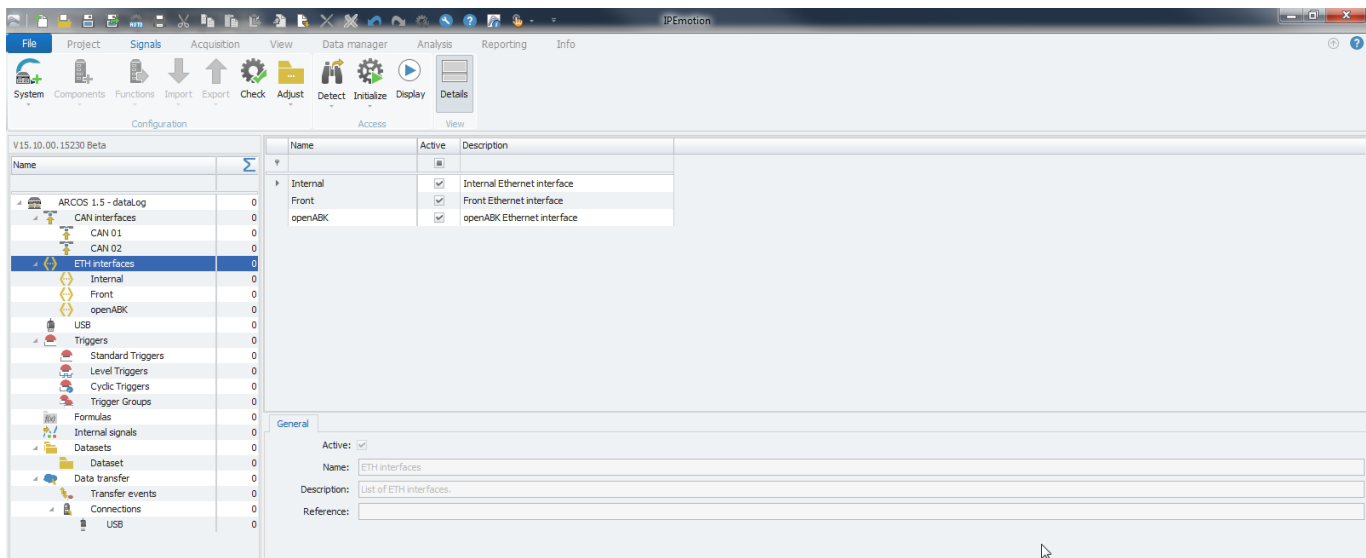 IPEmotion
File Project Signals Acquisition View Data manager Analysis Reporting Info
System Components Functions Import Export Check Adjust Detect Initialize Display Details
Configuration Access View
V15.10.00.15230 Beta
Name
Name Active Description
Internal Internal Ethernet interface
Front Front Ethernet interface
openABK openABK Ethernet interface
ARCOS 1.5 - dataLog 0
CAN interfaces 0
CAN 01 0
CAN 02 0
ETH interfaces 0
Internal 0
Front 0
openABK 0
USB 0
Triggers 0
Standard Triggers 0
Level Triggers 0
Cyclic Triggers 0
Trigger Groups 0
f(x) Formulas 0
Internal signals 0
Datasets 0
Dataset 0
Data transfer 0
Transfer events 0
Connections 0
USB 0
General
Active:
Name: ETH interfaces
Description: List of ETH interfaces.
Reference: